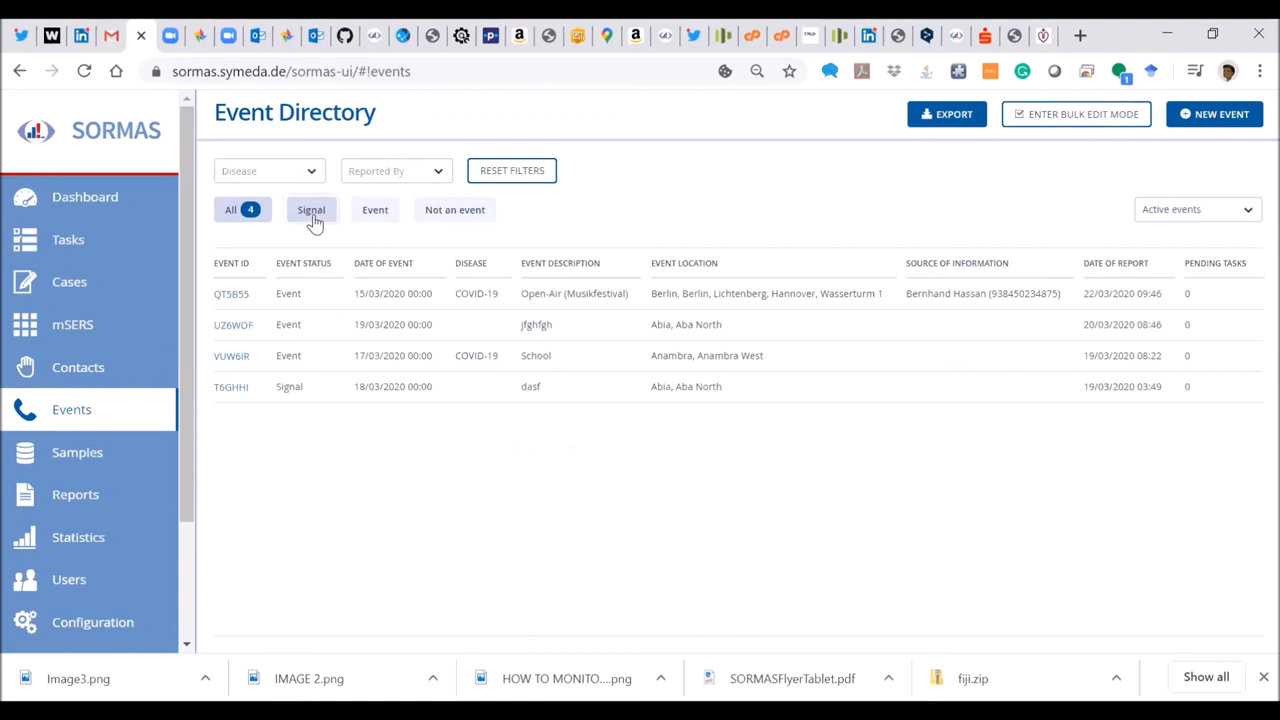 sormas.symeda.de/sormas-ui/#!events
1
SORMAS
Event Directory
EXPORT
ENTER BULK EDIT MODE
NEW EVENT
Disease
Reported By
RESET FILTERS
Dashboard
All 4
Signal
Event
Not an event
Active events
Tasks
Cases
mSERS
Contacts
Events
Samples
Reports
Statistics
Users
Configuration
EVENT ID EVENT STATUS DATE OF EVENT DISEASE EVENT DESCRIPTION EVENT LOCATION SOURCE OF INFORMATION DATE OF REPORT PENDING TASKS
QT5B55 Event 15/03/2020 00:00 COVID-19 Open-Air (Musikfestival) Berlin, Berlin, Lichtenberg, Hannover, Wasserturm 1 Bernhand Hassan (938450234875) 22/03/2020 09:46 0
UZ6WOF Event 19/03/2020 00:00 jfghfgh Abia, Aba North 20/03/2020 08:46 0
VUW6IR Event 17/03/2020 00:00 COVID-19 School Anambra, Anambra West 19/03/2020 08:22 0
T6GHHI Signal 18/03/2020 00:00 dasf Abia, Aba North 19/03/2020 03:49 0
Image3.png
IMAGE 2.png
HOW TO MONITO....png
SORMASFlyerTablet.pdf
fiji.zip
Show all